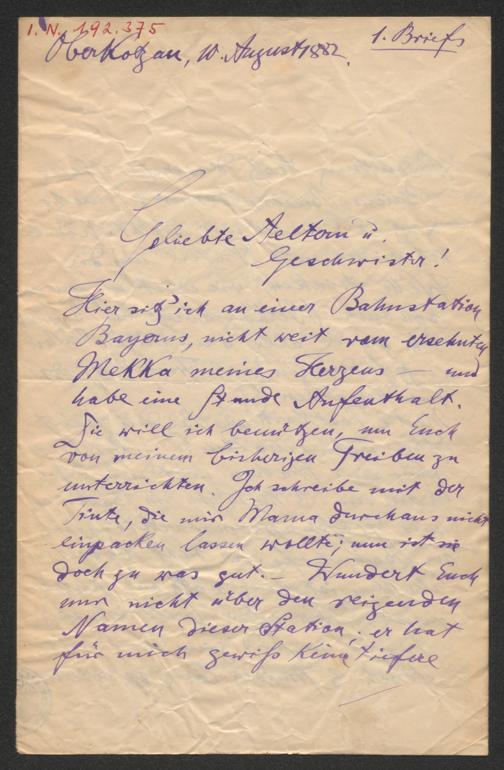 I.N. 192.375
1. Brief
Oberkotzau, 10. August 1882.
Geliebte Aeltern u.
Geschwister!
Hier sitz' ich an einer Bahnstation
Bayerns, nicht weit vom ersehnten
Mekka meines Herzens — und
habe eine Stunde Aufenthalt.
Sie will ich benützen, um Euch
von meinem bisherigen Treiben zu
unterrichten. Ich schreibe mit der
Tinte, die mir Mama durchaus nicht
einpacken lassen wollte; nun ist sie
doch zu was gut. – Wundert Euch
nur nicht über den reizenden
Namen dieser Station; er hat
für mich gewiß keine tiefere